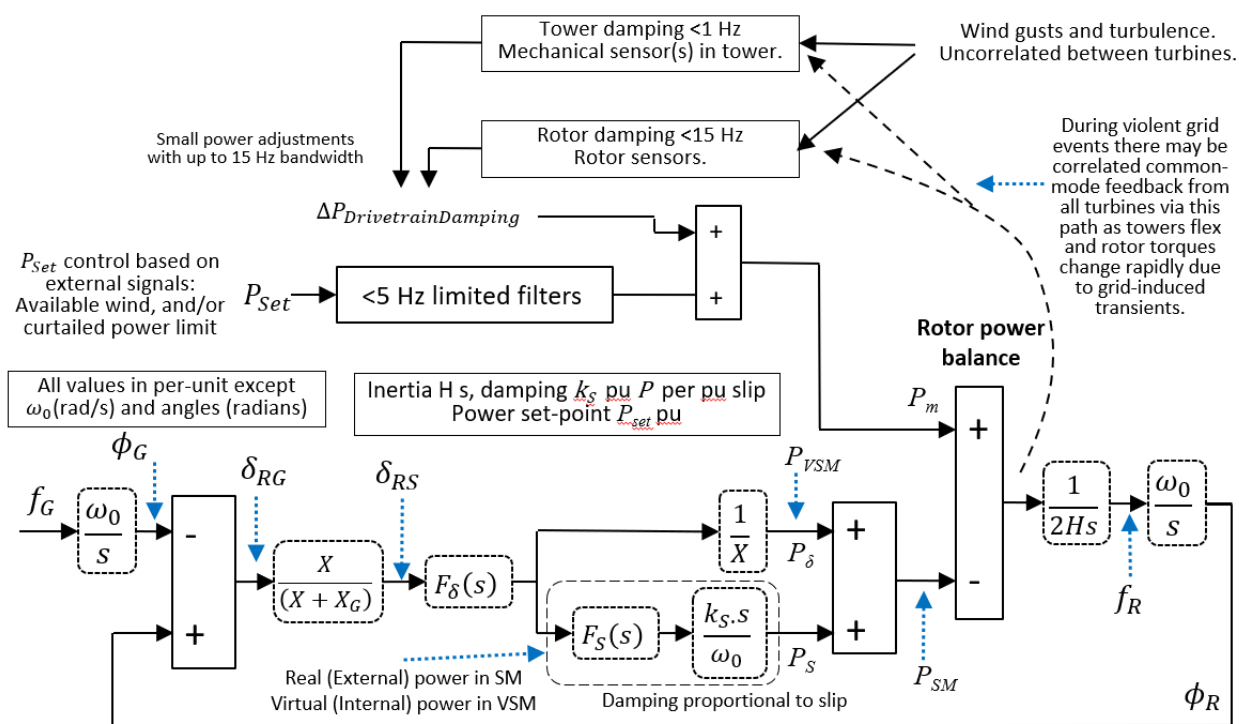 Tower damping <1 Hz
Mechanical sensor(s) in tower.
Wind gusts and turbulence.
Uncorrelated between turbines.
Small power adjustments
with up to 15 Hz bandwidth
Rotor damping <15 Hz
Rotor sensors.
During violent grid
events there may be
correlated common-
mode feedback from
all turbines via this
path as towers flex
and rotor torques
change rapidly due
to grid-induced
transients.
ΔP_DrivetrainDamping
+
+
P_Set control based on
external signals:
Available wind, and/or
curtailed power limit
P_Set
<5 Hz limited filters
Rotor power
balance
All values in per-unit except
ω_0(rad/s) and angles (radians)
Inertia H s, damping k_S pu P per pu slip
Power set-point P_set pu
P_m
+
-
ϕ_G
δ_RG
δ_RS
P_VSM
f_G
ω_0/s
-
+
X/(X + X_G)
F_δ(s)
1/X
P_δ
+
+
F_S(s)
k_S.s/ω_0
P_S
P_SM
1/2Hs
f_R
ω_0/s
Real (External) power in SM
Virtual (Internal) power in VSM
Damping proportional to slip
ϕ_R